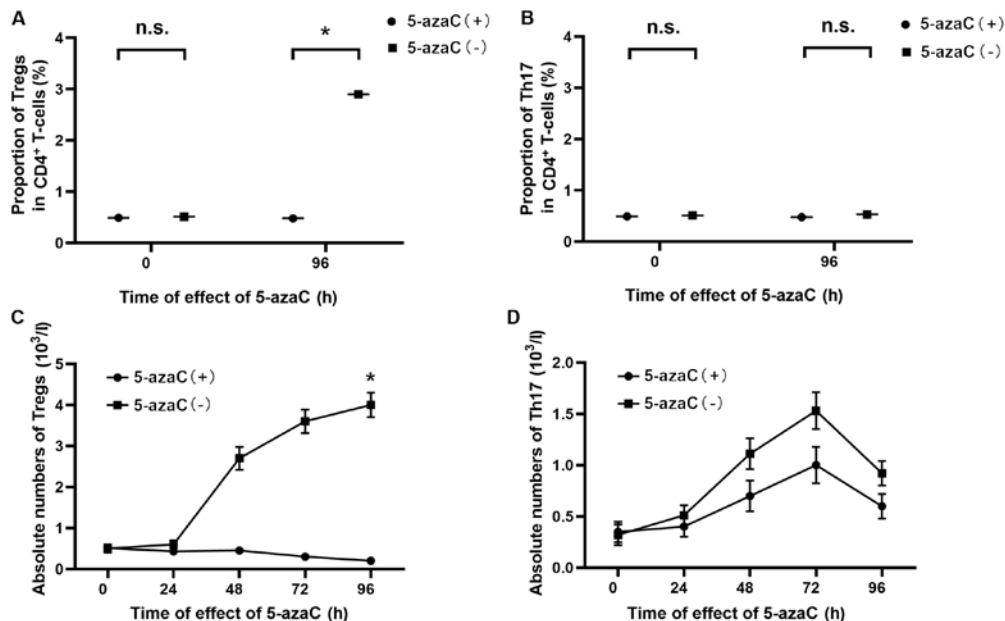 A
n.s.
*
5-azaC（+）
5-azaC（-）
Proportion of Tregs
in CD4⁺ T-cells (%)
4
3
2
1
0
0
96
Time of effect of 5-azaC (h)
B
n.s.
n.s.
5-azaC（+）
5-azaC（-）
Proportion of Th17
in CD4⁺ T-cells (%)
4
3
2
1
0
0
96
Time of effect of 5-azaC (h)
C
Absolute numbers of Tregs (10³/l)
5-azaC（+）
5-azaC（-）
*
5
4
3
2
1
0
0
24
48
72
96
Time of effect of 5-azaC (h)
D
Absolute numbers of Th17 (10³/l)
5-azaC（+）
5-azaC（-）
2.0
1.5
1.0
0.5
0.0
0
24
48
72
96
Time of effect of 5-azaC (h)